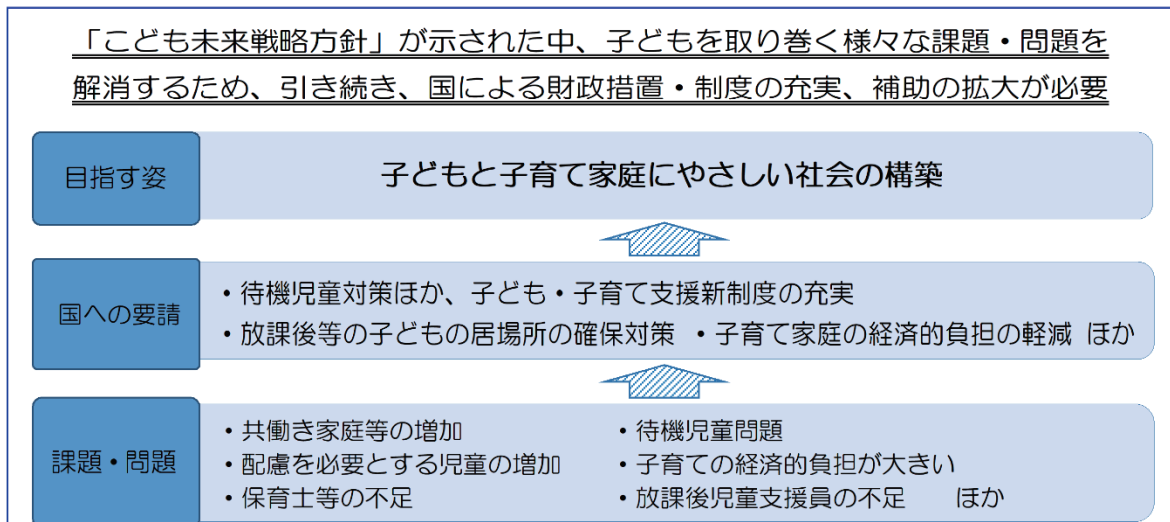 「こども未来戦略方針」が示された中、子どもを取り巻く様々な課題・問題を
解消するため、引き続き、国による財政措置・制度の充実、補助の拡大が必要
目指す姿
子どもと子育て家庭にやさしい社会の構築
国への要請
・待機児童対策ほか、子ども・子育て支援新制度の充実
・放課後等の子どもの居場所の確保対策 ・子育て家庭の経済的負担の軽減 ほか
課題・問題
・共働き家庭等の増加
・配慮を必要とする児童の増加
・保育士等の不足
・待機児童問題
・子育ての経済的負担が大きい
・放課後児童支援員の不足 ほか